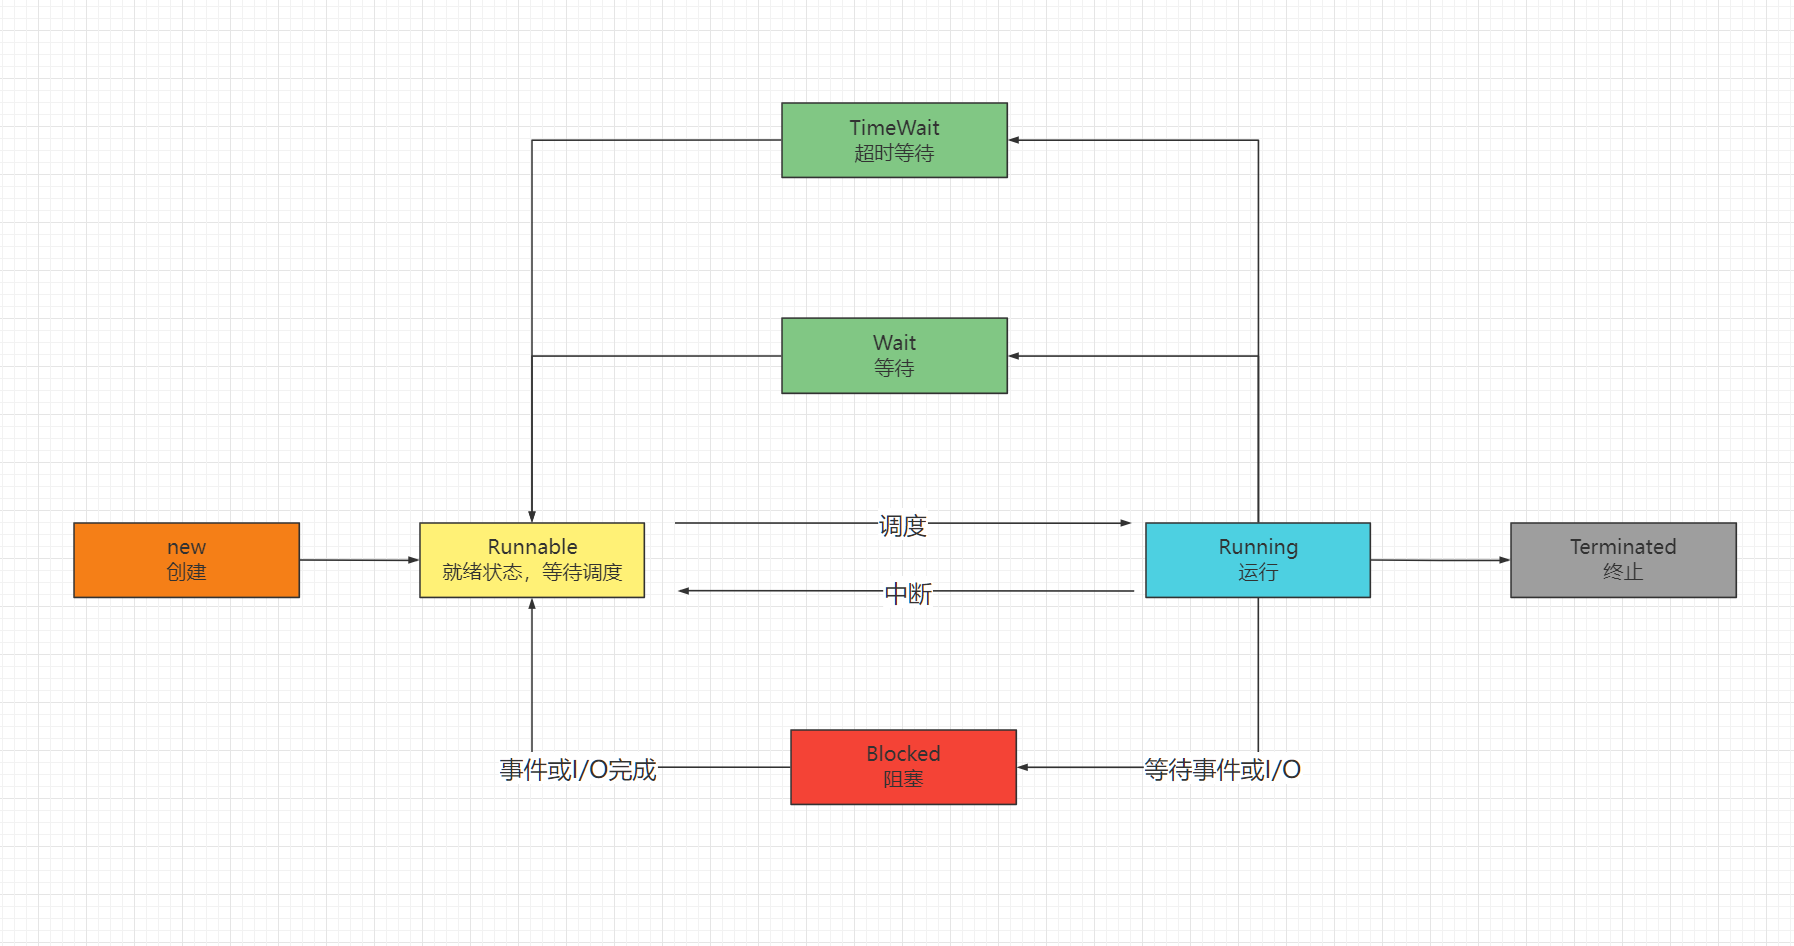 TimeWait
超时等待
Wait
等待
调度
new
创建
Runnable
就绪状态，等待调度
Running
运行
Terminated
终止
中断
Blocked
阻塞
事件或I/O完成
等待事件或I/O